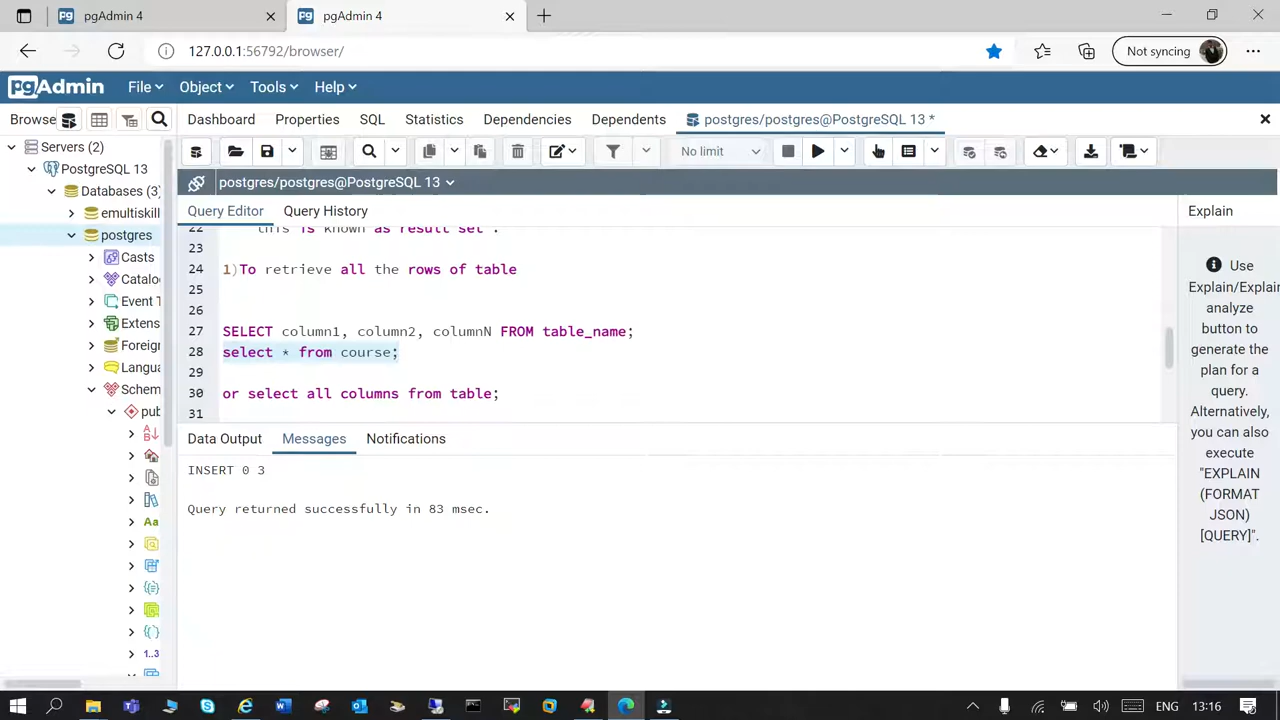 pgAdmin 4
pgAdmin 4
127.0.0.1:56792/browser/
Not syncing
pgAdmin File Object Tools Help
Browse Dashboard Properties SQL Statistics Dependencies Dependents postgres/postgres@PostgreSQL 13 *
Servers (2)
PostgreSQL 13
Databases (3)
emultiskill
postgres
Casts
Catalo
Event T
Extens
Foreig
Langua
Schem
pub
Aa
1..3
No limit
postgres/postgres@PostgreSQL 13
Query Editor Query History
22 this is known as result set .
23
24 1)To retrieve all the rows of table
25
26
27 SELECT column1, column2, columnN FROM table_name;
28 select * from course;
29
30 or select all columns from table;
31
Data Output Messages Notifications
INSERT 0 3
Query returned successfully in 83 msec.
Explain
Use
Explain/Explain
analyze
button to
generate the
plan for a
query.
Alternatively,
you can also
execute
"EXPLAIN
(FORMAT
JSON)
[QUERY]".
ENG 13:16